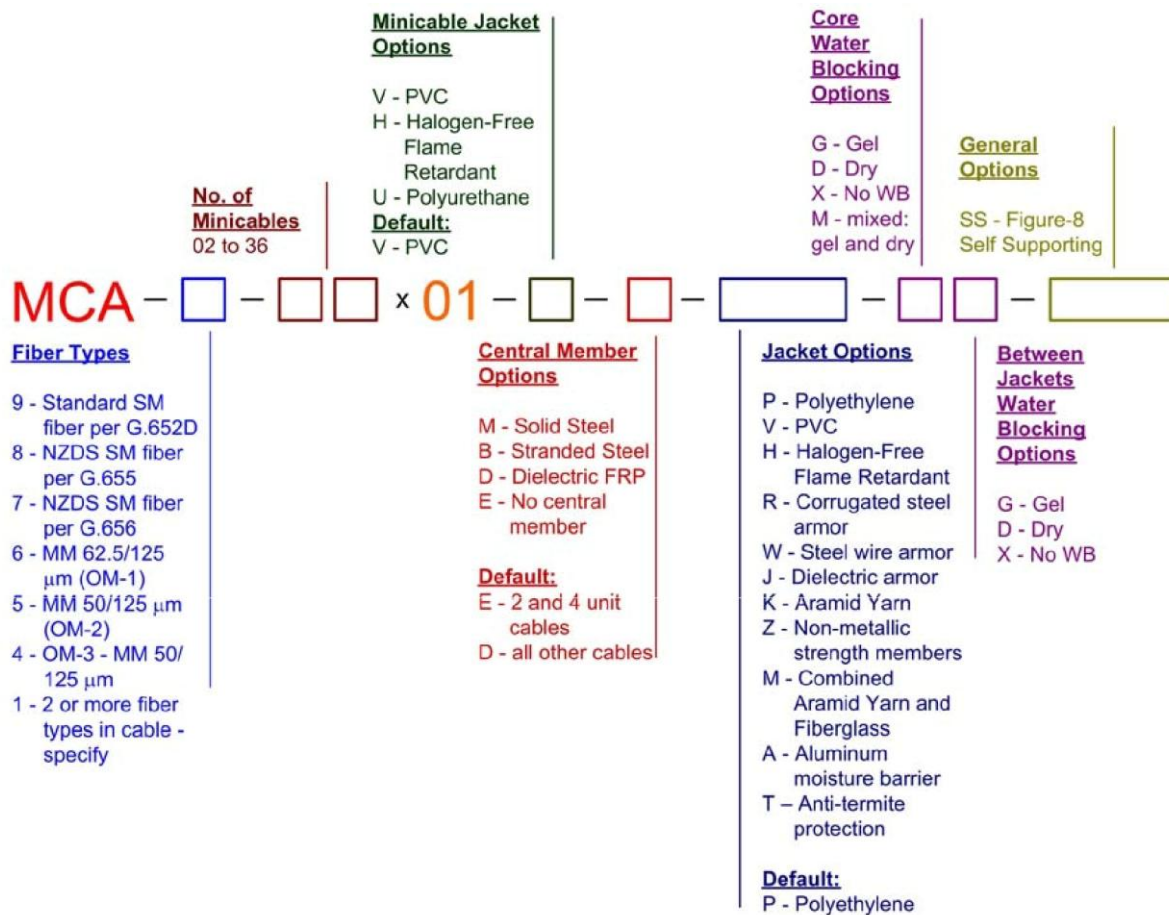 Minicable Jacket
Options
V - PVC
H - Halogen-Free
Flame
Retardant
U - Polyurethane
Default:
V - PVC
Core
Water
Blocking
Options
G - Gel
D - Dry
X - No WB
M - mixed:
gel and dry
General
Options
SS - Figure-8
Self Supporting
No. of
Minicables
02 to 36
MCA – – x 01 – – – – –
Fiber Types
9 - Standard SM
fiber per G.652D
8 - NZDS SM fiber
per G.655
7 - NZDS SM fiber
per G.656
6 - MM 62.5/125
μm (OM-1)
5 - MM 50/125 μm
(OM-2)
4 - OM-3 - MM 50/
125 μm
1 - 2 or more fiber
types in cable -
specify
Central Member
Options
M - Solid Steel
B - Stranded Steel
D - Dielectric FRP
E - No central
member
Default:
E - 2 and 4 unit
cables
D - all other cables
Jacket Options
P - Polyethylene
V - PVC
H - Halogen-Free
Flame Retardant
R - Corrugated steel
armor
W - Steel wire armor
J - Dielectric armor
K - Aramid Yarn
Z - Non-metallic
strength members
M - Combined
Aramid Yarn and
Fiberglass
A - Aluminum
moisture barrier
T – Anti-termite
protection
Default:
P - Polyethylene
Between
Jackets
Water
Blocking
Options
G - Gel
D - Dry
X - No WB